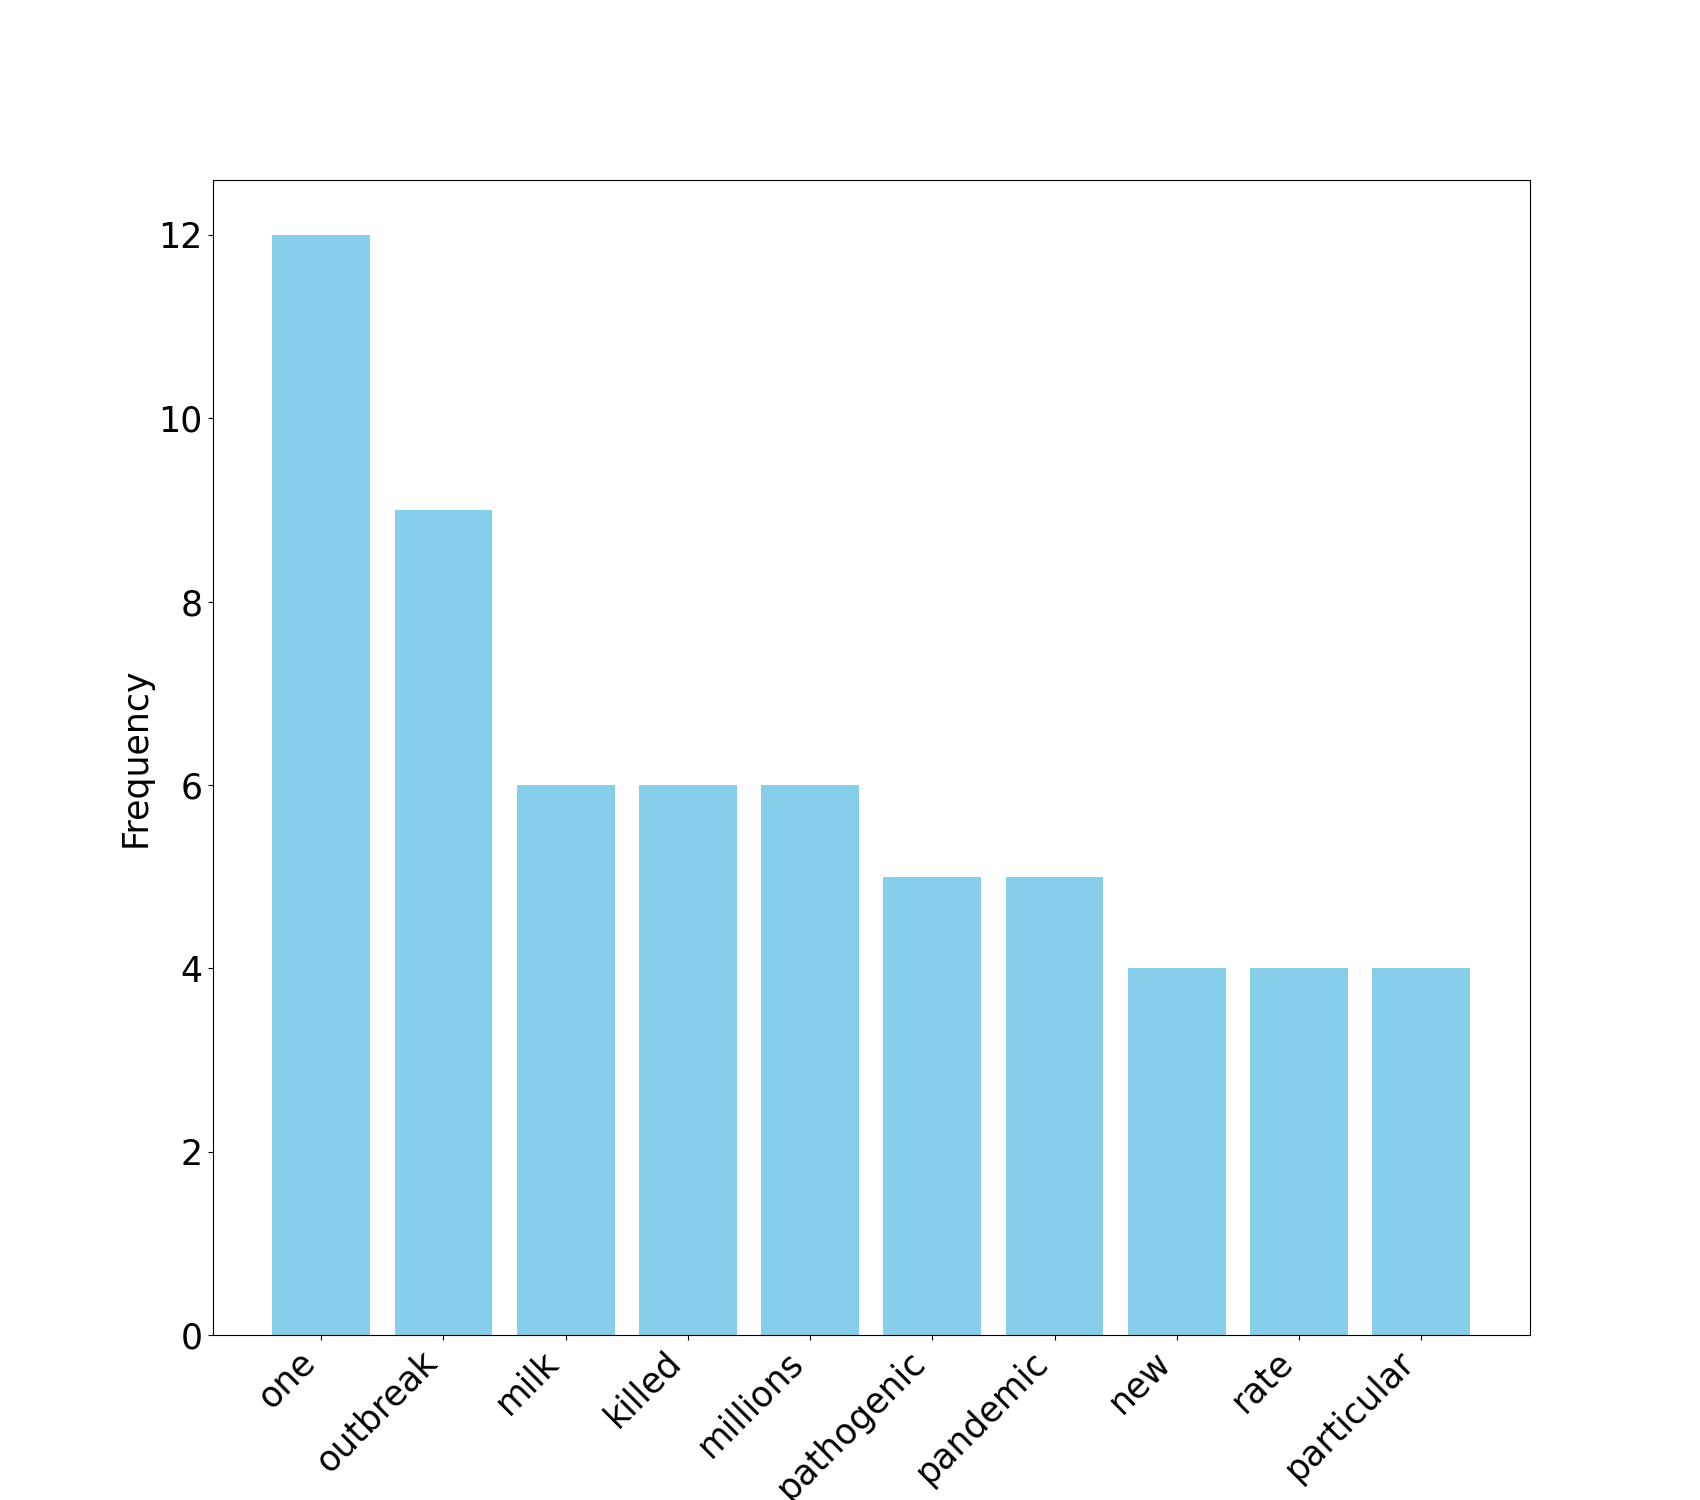 12
10
8
6
4
2
0
Frequency
one
outbreak
milk
killed
millions
pathogenic
pandemic
new
rate
particular